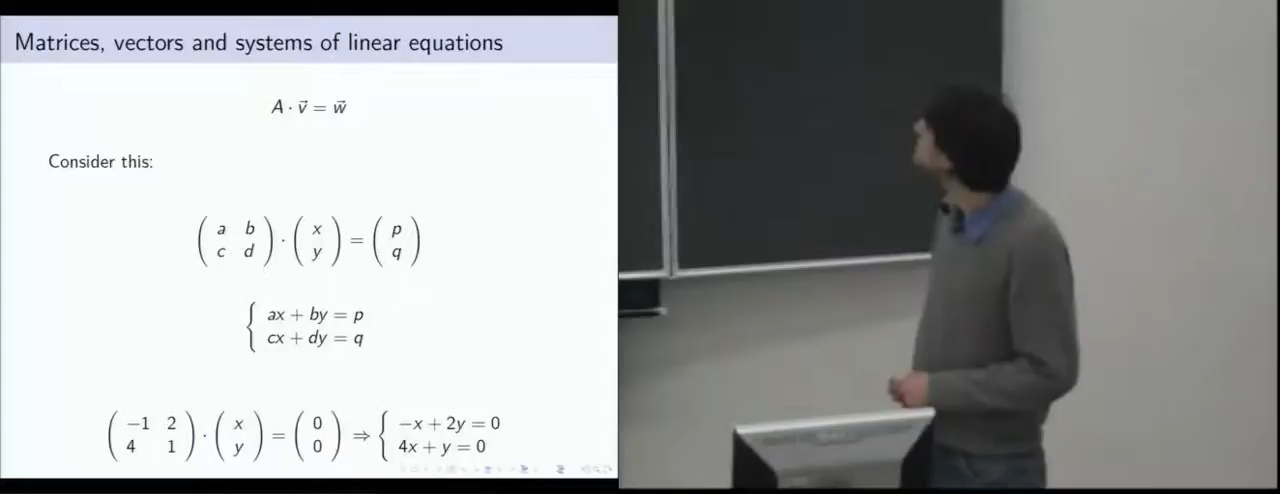 Matrices, vectors and systems of linear equations
A · v⃗ = w⃗
Consider this:
( a b ) · ( x ) = ( p )
( c d ) ( y ) ( q )
{ ax + by = p
cx + dy = q
( −1 2 ) · ( x ) = ( 0 ) ⇒ { −x + 2y = 0
( 4 1 ) ( y ) ( 0 ) 4x + y = 0